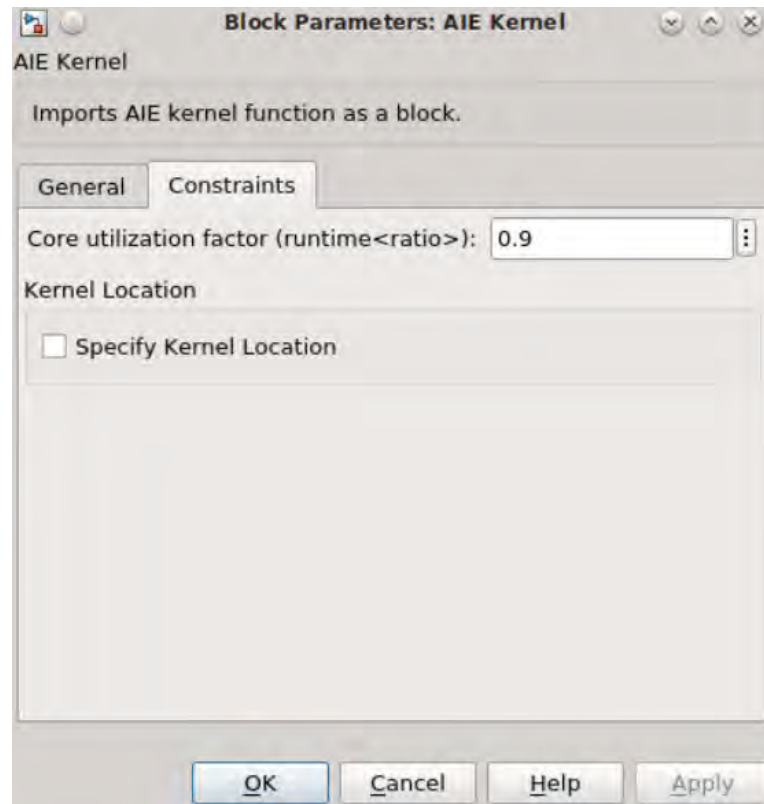 Block Parameters: AIE Kernel
AIE Kernel
Imports AIE kernel function as a block.
General Constraints
Core utilization factor (runtime<ratio>): 0.9
Kernel Location
Specify Kernel Location
OK Cancel Help Apply